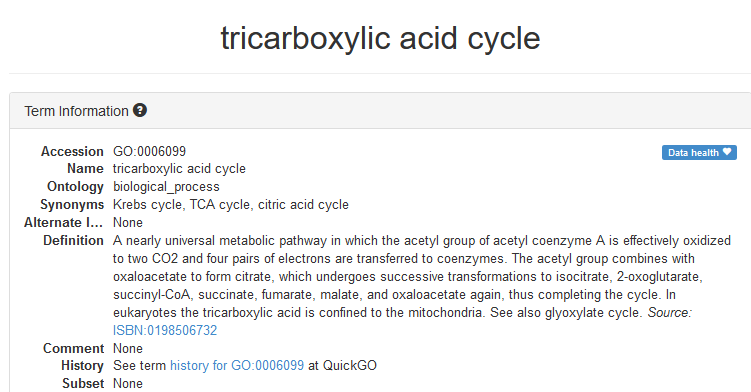 tricarboxylic acid cycle
Term Information
Accession GO:0006099
Data health
Name tricarboxylic acid cycle
Ontology biological_process
Synonyms Krebs cycle, TCA cycle, citric acid cycle
Alternate I... None
Definition A nearly universal metabolic pathway in which the acetyl group of acetyl coenzyme A is effectively oxidized
to two CO2 and four pairs of electrons are transferred to coenzymes. The acetyl group combines with
oxaloacetate to form citrate, which undergoes successive transformations to isocitrate, 2-oxoglutarate,
succinyl-CoA, succinate, fumarate, malate, and oxaloacetate again, thus completing the cycle. In
eukaryotes the tricarboxylic acid is confined to the mitochondria. See also glyoxylate cycle. Source:
ISBN:0198506732
Comment None
History See term history for GO:0006099 at QuickGO
Subset None